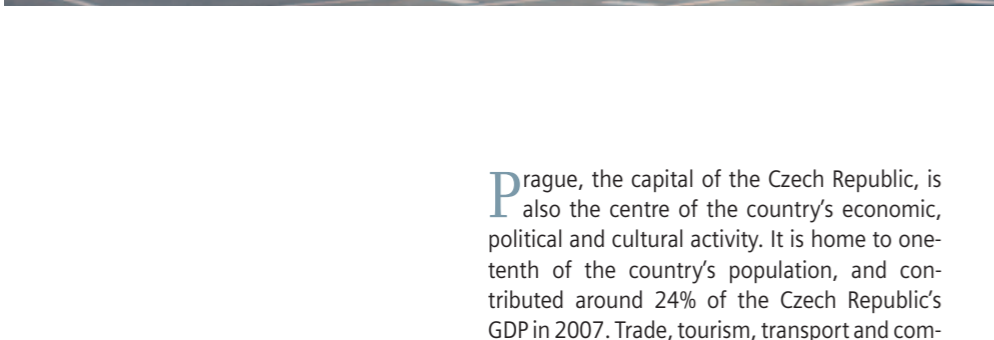 Prague, the capital of the Czech Republic, is
also the centre of the country's economic,
political and cultural activity. It is home to one-
tenth of the country's population, and con-
tributed around 24% of the Czech Republic's
GDP in 2007. Trade, tourism, transport and com-